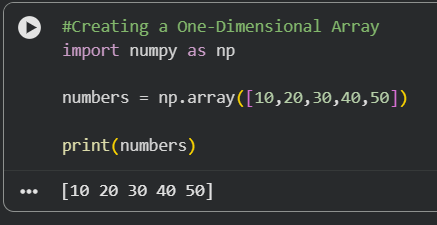 #Creating a One-Dimensional Array
import numpy as np
numbers = np.array([10,20,30,40,50])
print(numbers)
[10 20 30 40 50]